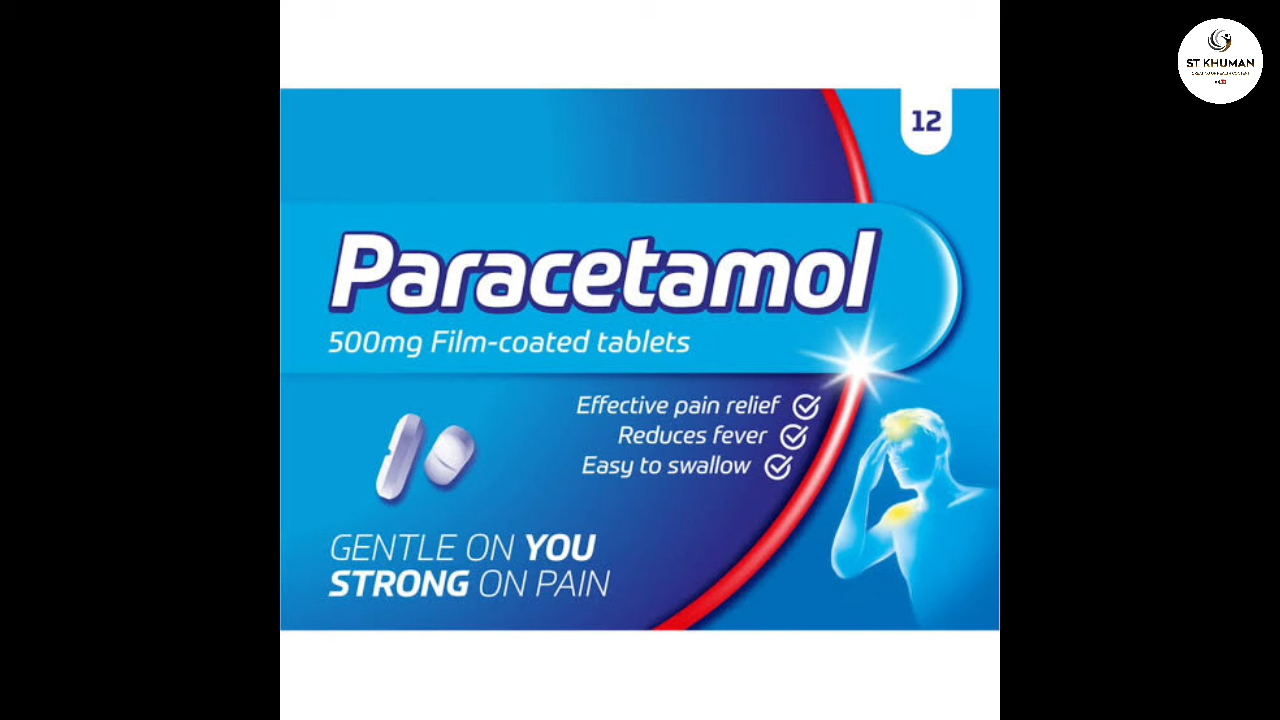 ST KHUMAN
12
Paracetamol
500mg Film-coated tablets
Effective pain relief
Reduces fever
Easy to swallow
GENTLE ON YOU
STRONG ON PAIN